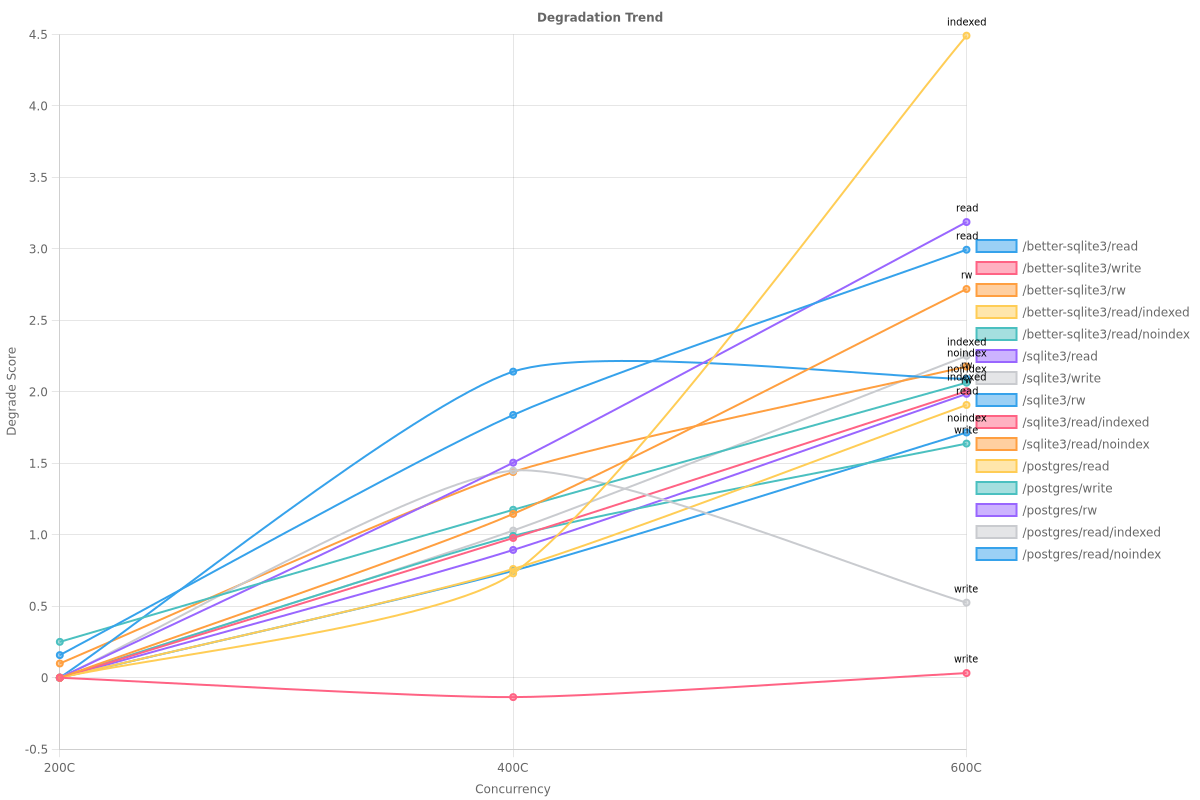 Degradation Trend
indexed
4.5
4.0
3.5
read
3.0
read
rw
2.5
indexed
noindex
rw
noindex
indexed
2.0
read
noindex
write
1.5
1.0
write
0.5
write
0
-0.5
200C
400C
600C
Degrade Score
Concurrency
/better-sqlite3/read
/better-sqlite3/write
/better-sqlite3/rw
/better-sqlite3/read/indexed
/better-sqlite3/read/noindex
/sqlite3/read
/sqlite3/write
/sqlite3/rw
/sqlite3/read/indexed
/sqlite3/read/noindex
/postgres/read
/postgres/write
/postgres/rw
/postgres/read/indexed
/postgres/read/noindex